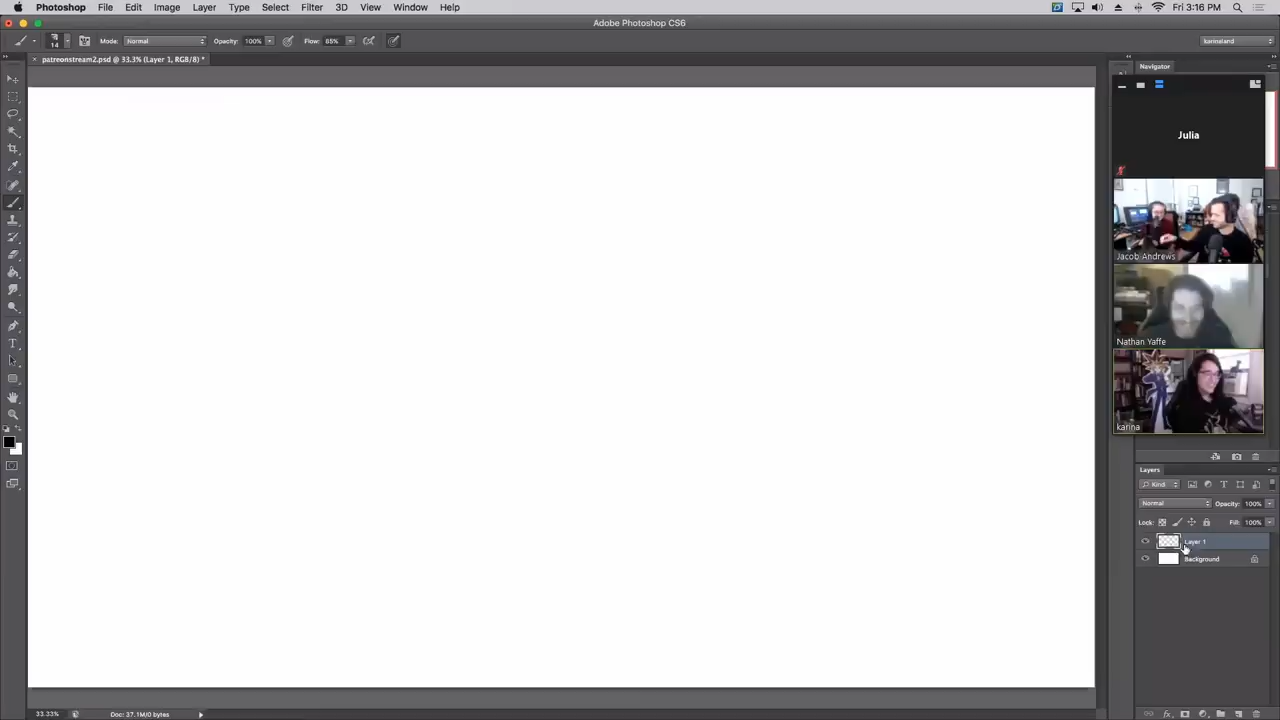 Photoshop File Edit Image Layer Type Select Filter 3D View Window Help Fri 3:16 PM
Adobe Photoshop CS6
14 Mode: Normal Opacity: 100% Flow: 85% karinsland
patreonstream2.psd @ 33.3% (Layer 1, RGB/8) *
Navigator
Julia
Jacob Andrews
Nathan Yaffe
karina
Layers
Kind
Normal Opacity: 100%
Lock: Fill: 100%
Layer 1
Background
33.33% Doc: 37.1M/0 bytes